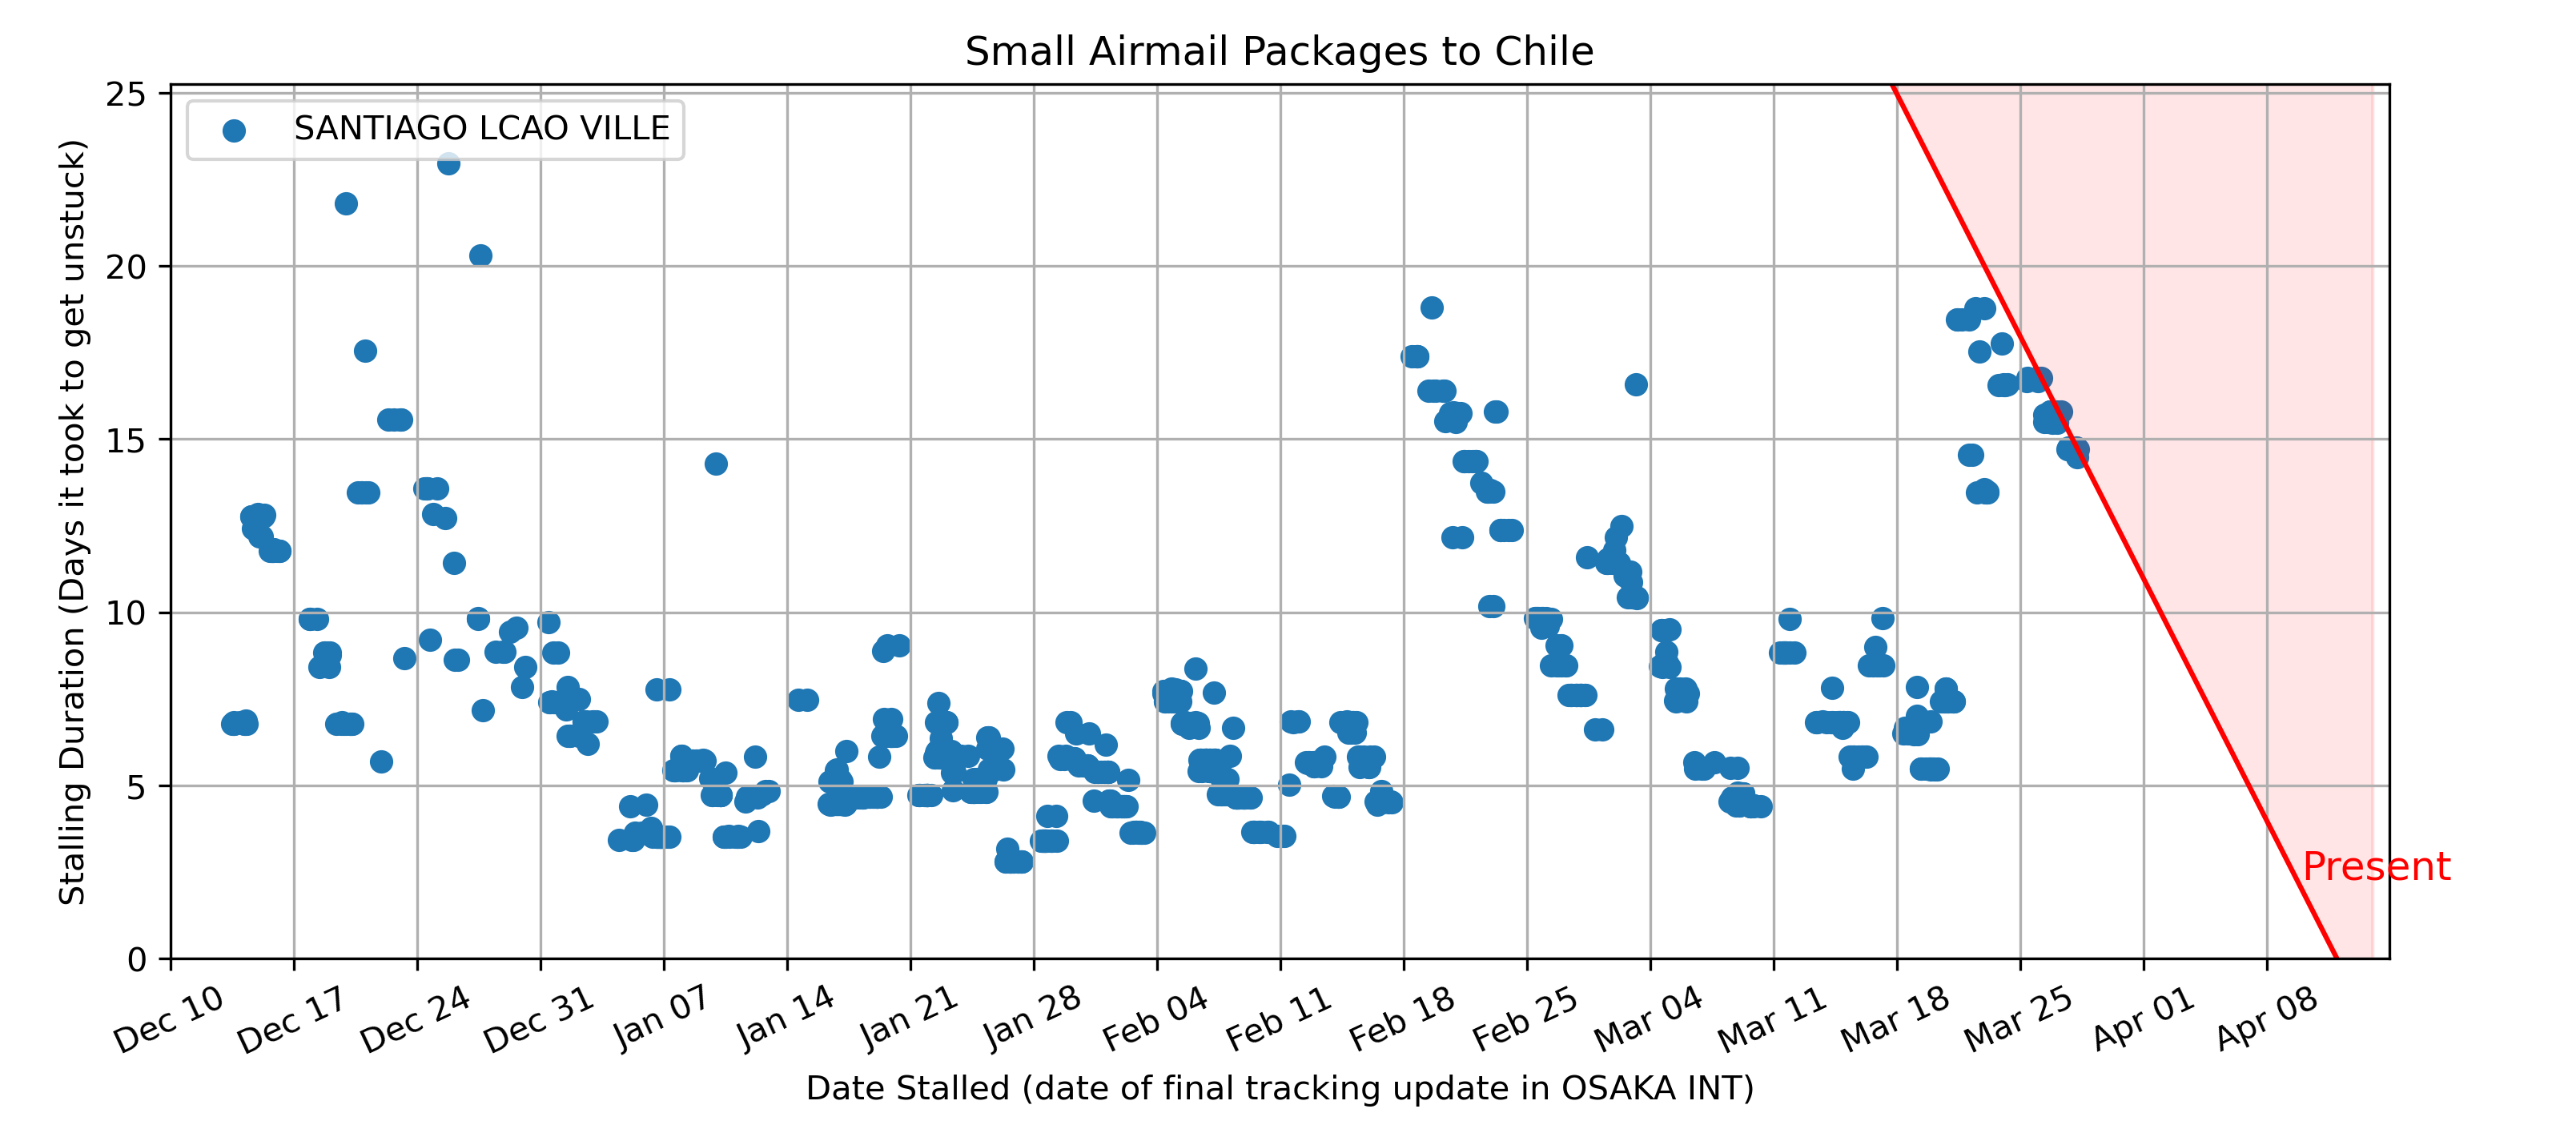 Small Airmail Packages to Chile
SANTIAGO LCAO VILLE
Stalling Duration (Days it took to get unstuck)
25
20
15
10
5
0
Present
Dec 10
Dec 17
Dec 24
Dec 31
Jan 07
Jan 14
Jan 21
Jan 28
Feb 04
Feb 11
Feb 18
Feb 25
Mar 04
Mar 11
Mar 18
Mar 25
Apr 01
Apr 08
Date Stalled (date of final tracking update in OSAKA INT)